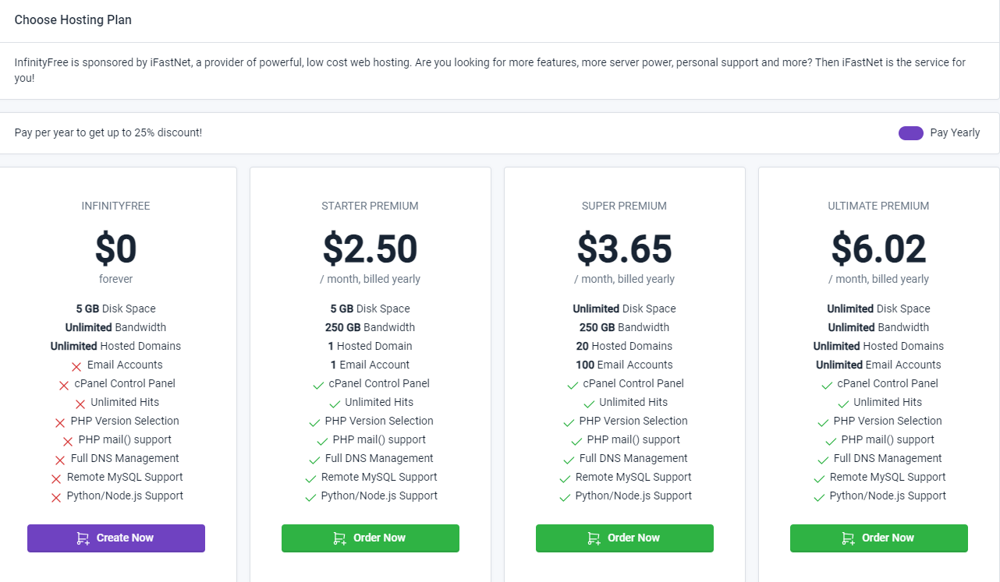 Choose Hosting Plan
InfinityFree is sponsored by iFastNet, a provider of powerful, low cost web hosting. Are you looking for more features, more server power, personal support and more? Then iFastNet is the service for
you!
Pay per year to get up to 25% discount!
Pay Yearly
INFINITYFREE
$0
forever
5 GB Disk Space
Unlimited Bandwidth
Unlimited Hosted Domains
Email Accounts
cPanel Control Panel
Unlimited Hits
PHP Version Selection
PHP mail() support
Full DNS Management
Remote MySQL Support
Python/Node.js Support
Create Now
STARTER PREMIUM
$2.50
/ month, billed yearly
5 GB Disk Space
250 GB Bandwidth
1 Hosted Domain
1 Email Account
cPanel Control Panel
Unlimited Hits
PHP Version Selection
PHP mail() support
Full DNS Management
Remote MySQL Support
Python/Node.js Support
Order Now
SUPER PREMIUM
$3.65
/ month, billed yearly
Unlimited Disk Space
250 GB Bandwidth
20 Hosted Domains
100 Email Accounts
cPanel Control Panel
Unlimited Hits
PHP Version Selection
PHP mail() support
Full DNS Management
Remote MySQL Support
Python/Node.js Support
Order Now
ULTIMATE PREMIUM
$6.02
/ month, billed yearly
Unlimited Disk Space
Unlimited Bandwidth
Unlimited Hosted Domains
Unlimited Email Accounts
cPanel Control Panel
Unlimited Hits
PHP Version Selection
PHP mail() support
Full DNS Management
Remote MySQL Support
Python/Node.js Support
Order Now